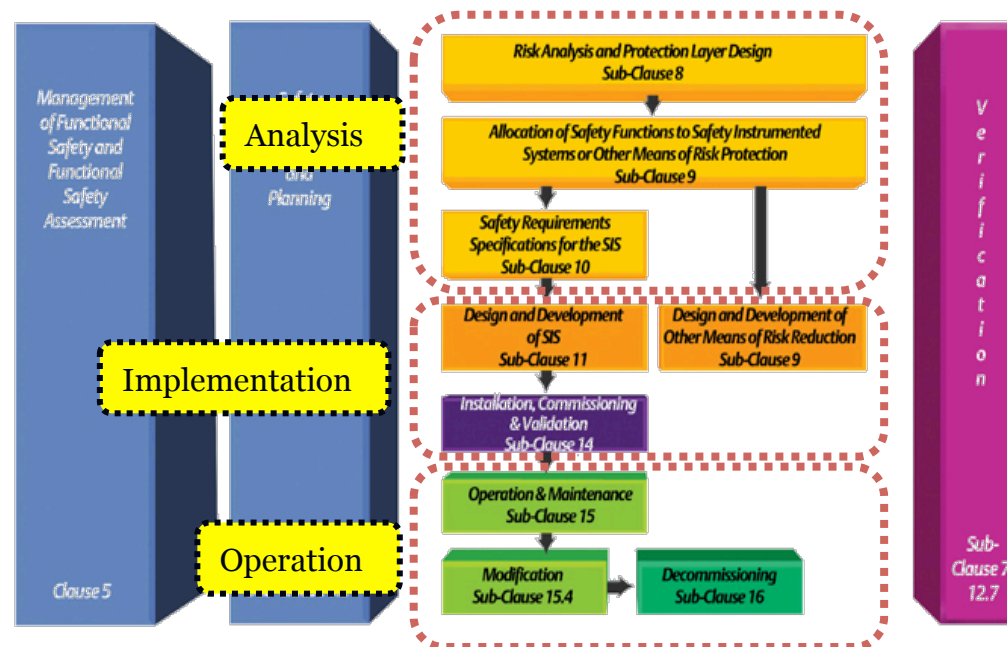 Management
of Functional
Safety and
Functional
Safety
Assessment
Clause 5
and
Planning
Analysis
Risk Analysis and Protection Layer Design
Sub-Clause 8
Allocation of Safety Functions to Safety Instrumented
Systems or Other Means of Risk Protection
Sub-Clause 9
Safety Requirements
Specifications for the SIS
Sub-Clause 10
Implementation
Design and Development
of SIS
Sub-Clause 11
Design and Development of
Other Means of Risk Reduction
Sub-Clause 9
Installation, Commissioning
& Validation
Sub-Clause 14
Operation
Operation & Maintenance
Sub-Clause 15
Modification
Sub-Clause 15.4
Decommissioning
Sub-Clause 16
V
e
r
i
f
i
c
a
t
i
o
n
Sub-
Clause 7
12.7